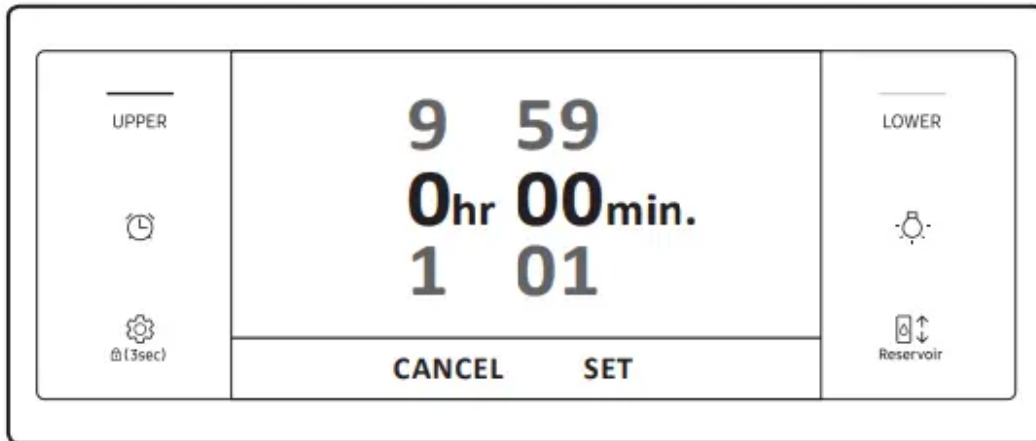 UPPER
9 59
LOWER
0hr 00min.
1 01
(3sec)
Reservoir
CANCEL SET